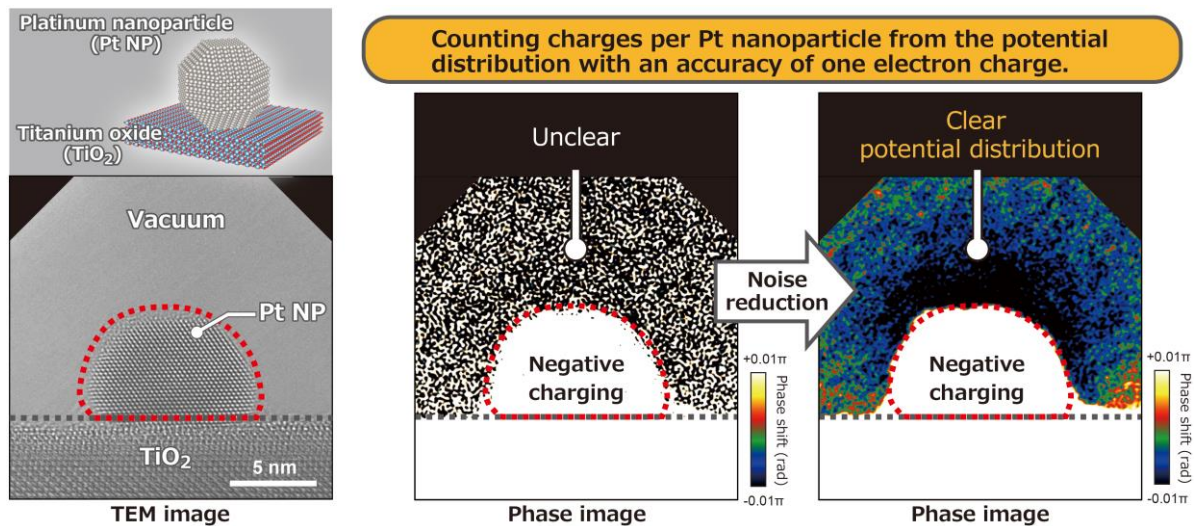 Platinum nanoparticle
(Pt NP)
Titanium oxide
(TiO₂)
Vacuum
Pt NP
TiO₂
5 nm
TEM image
Counting charges per Pt nanoparticle from the potential
distribution with an accuracy of one electron charge.
Unclear
Negative
charging
+0.01π
Phase shift (rad)
-0.01π
Phase image
Noise
reduction
Clear
potential distribution
Negative
charging
+0.01π
Phase shift (rad)
-0.01π
Phase image